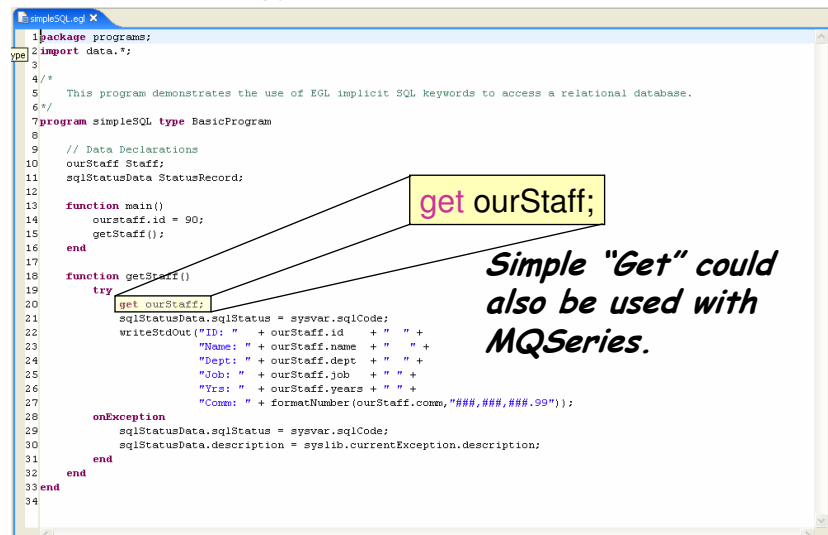 simpleSQL.egl
1 package programs;
ype 2 import data.*;
3
4 /*
5 This program demonstrates the use of EGL implicit SQL keywords to access a relational database.
6 */
7 program simpleSQL type BasicProgram
8
9 // Data Declarations
10 ourStaff Staff;
11 sqlStatusData StatusRecord;
12
13 function main()
14 ourstaff.id = 90;
15 getStaff();
16 end
17
18 function getStaff()
19 try
20 get ourStaff;
21 sqlStatusData.sqlStatus = sysvar.sqlCode;
22 writeStdOut("ID: " + ourStaff.id + " " +
23 "Name: " + ourStaff.name + " " +
24 "Dept: " + ourStaff.dept + " " +
25 "Job: " + ourStaff.job + " " +
26 "Yrs: " + ourStaff.years + " " +
27 "Comm: " + formatNumber(ourStaff.comm,"###,###,###.99"));
28 onException
29 sqlStatusData.sqlStatus = sysvar.sqlCode;
30 sqlStatusData.description = syslib.currentException.description;
31 end
32 end
33 end
34
get ourStaff;
Simple “Get” could
also be used with
MQSeries.